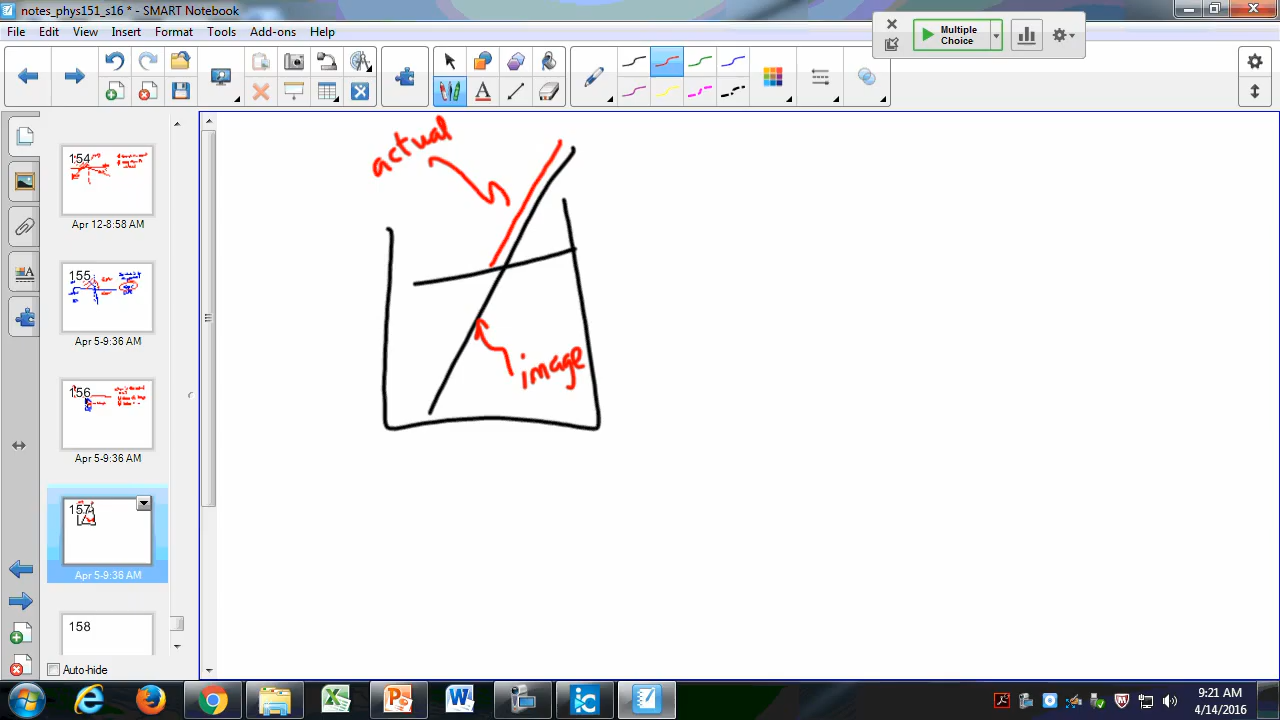 notes_phys151_s16 * - SMART Notebook
File Edit View Insert Format Tools Add-ons Help
Multiple
Choice
154
Apr 12-8:58 AM
155
Apr 5-9:36 AM
156
Apr 5-9:36 AM
157
Apr 5-9:36 AM
158
Auto-hide
actual
image
9:21 AM
4/14/2016